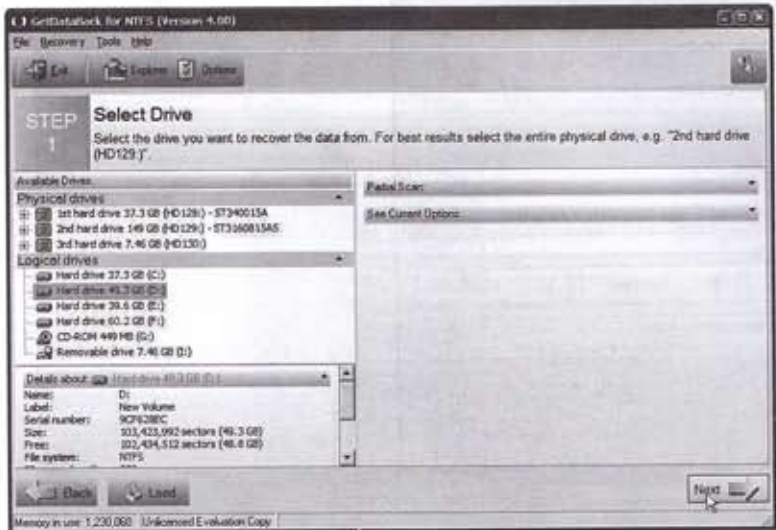 GetDataBack for NTFS (Version 4.00)
File Recovery Tools Help
Exit Explorer Options
STEP 1
Select Drive
Select the drive you want to recover the data from. For best results select the entire physical drive, e.g. "2nd hard drive
(HD129:)".
Available Drives:
Physical drives
1st hard drive 37.3 GB (HD128:) - ST340015A
2nd hard drive 149 GB (HD129:) - ST3160815AS
3rd hard drive 7.46 GB (HD130:)
Logical drives
Hard drive 37.3 GB (C:)
Hard drive 49.3 GB (D:)
Hard drive 39.6 GB (E:)
Hard drive 60.2 GB (F:)
CD-ROM 449 MB (G:)
Removable drive 7.46 GB (I:)
Partial Scan:
See Current Options:
Details about: Hard drive 49.3 GB (D:)
Name: D:
Label: New Volume
Serial number: 9CF628EC
Size: 103,423,992 sectors (49.3 GB)
Free: 102,434,512 sectors (48.8 GB)
File system: NTFS
Back Load
Next
Memory in use: 1,230,060 Unlicensed Evaluation Copy